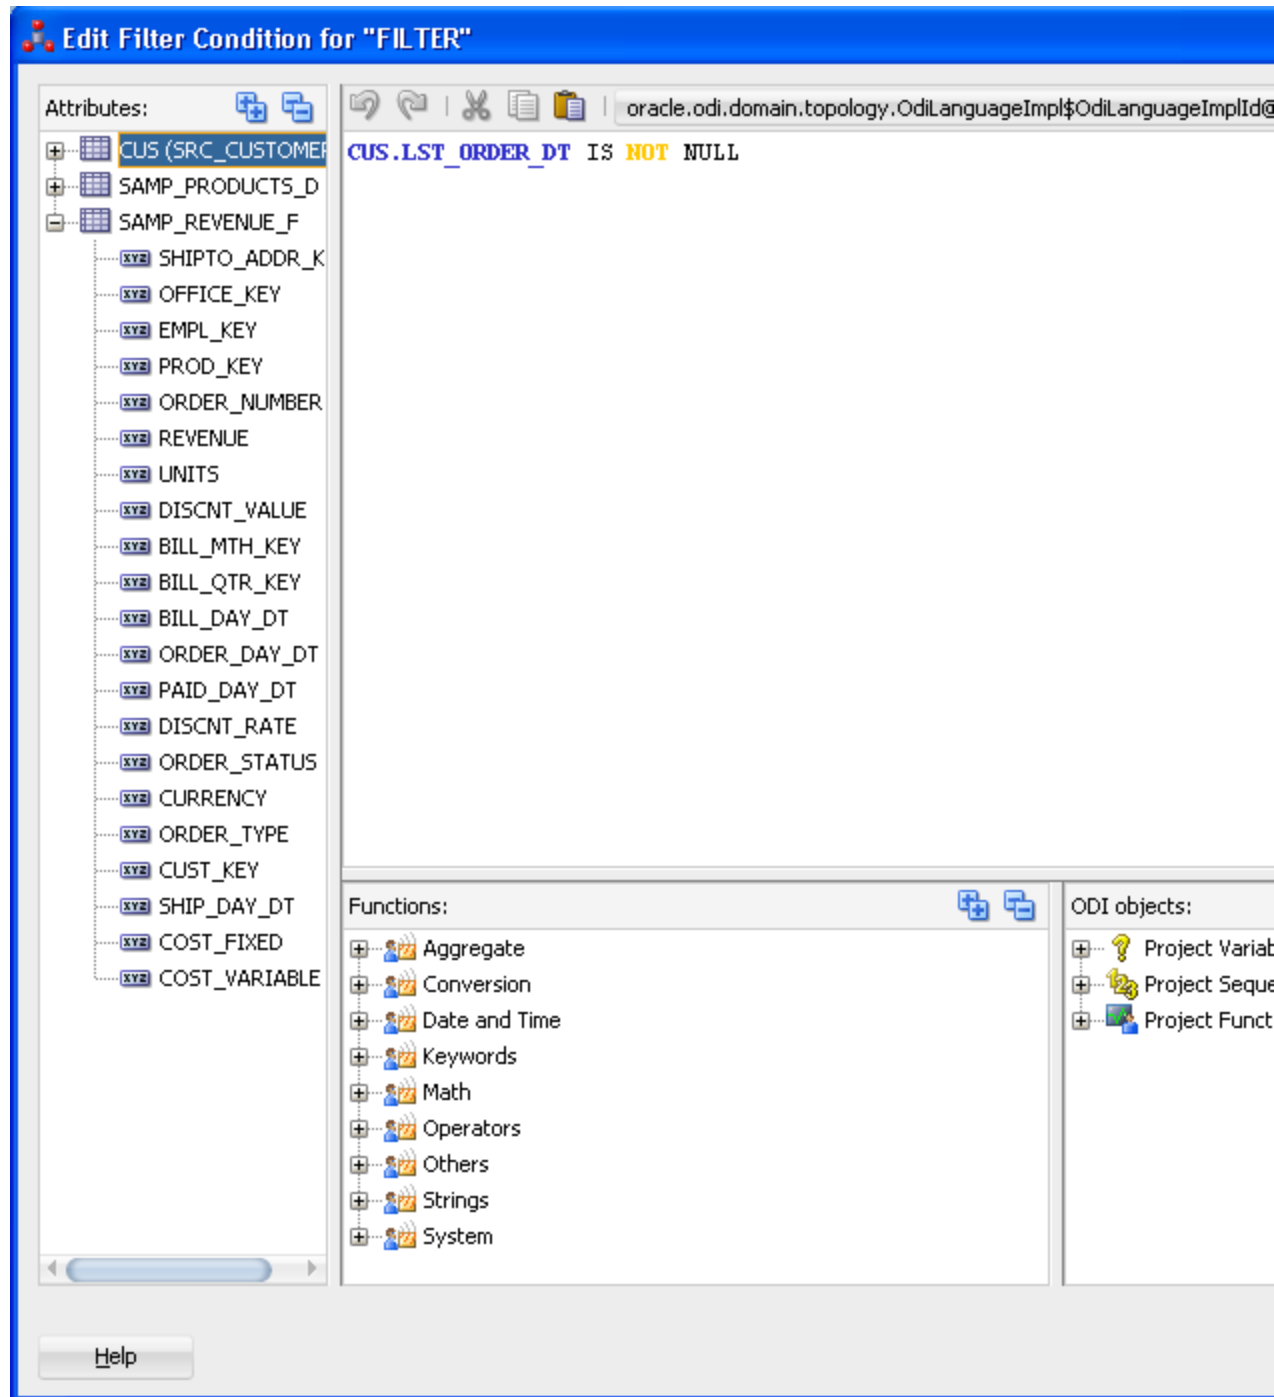 Edit Filter Condition for "FILTER"
Attributes:
oracle.odi.domain.topology.OdiLanguageImpl$OdiLanguageImplId@
CUS (SRC_CUSTOMER
SAMP_PRODUCTS_D
SAMP_REVENUE_F
SHIPTO_ADDR_K
OFFICE_KEY
EMPL_KEY
PROD_KEY
ORDER_NUMBER
REVENUE
UNITS
DISCNT_VALUE
BILL_MTH_KEY
BILL_QTR_KEY
BILL_DAY_DT
ORDER_DAY_DT
PAID_DAY_DT
DISCNT_RATE
ORDER_STATUS
CURRENCY
ORDER_TYPE
CUST_KEY
SHIP_DAY_DT
COST_FIXED
COST_VARIABLE
CUS.LST_ORDER_DT IS NOT NULL
Functions:
Aggregate
Conversion
Date and Time
Keywords
Math
Operators
Others
Strings
System
ODI objects:
Project Variab
Project Seque
Project Funct
Help